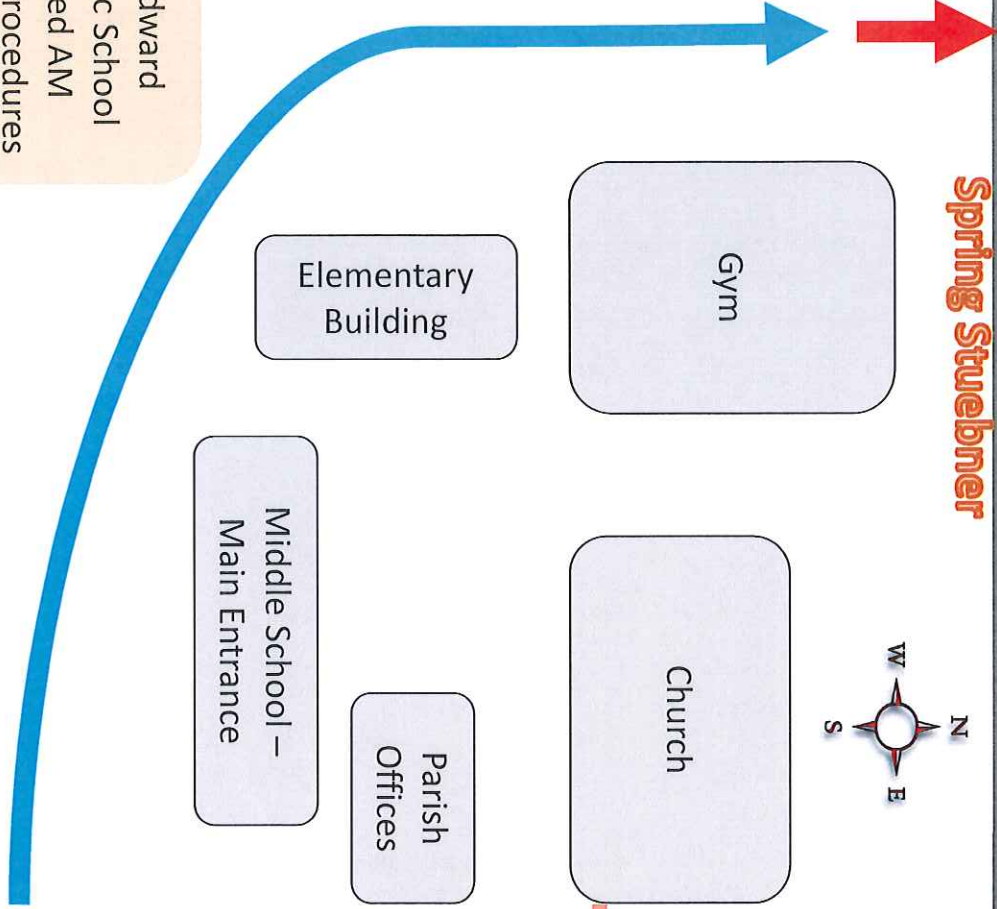 Spring Stuebner
N
W
E
S
Gym
Church
Elementary
Building
Parish
Offices
Middle School –
Main Entrance
dward
c School
ed AM
rocedures